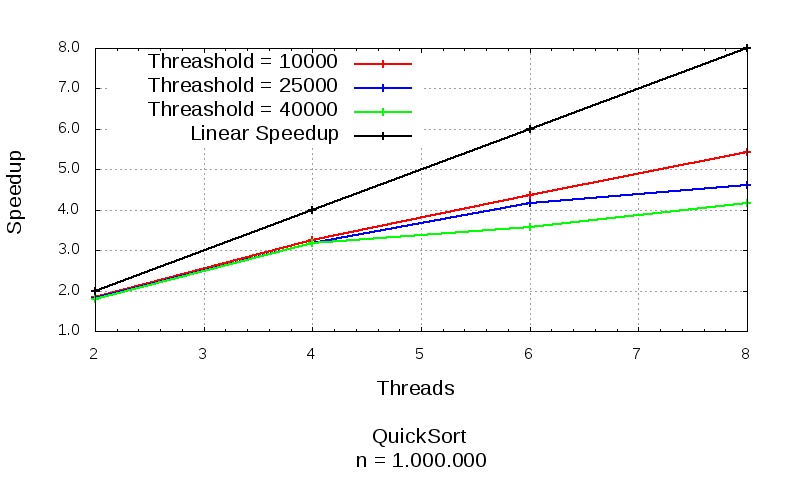 8.0
7.0
6.0
5.0
4.0
3.0
2.0
1.0
Speedup
Threashold = 10000
Threashold = 25000
Threashold = 40000
Linear Speedup
2 3 4 5 6 7 8
Threads
QuickSort
n = 1.000.000